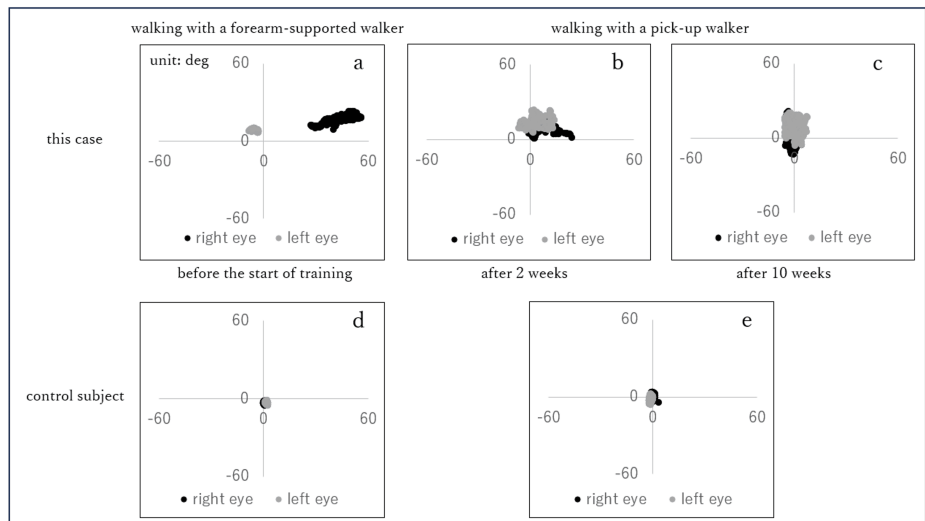 walking with a forearm-supported walker
walking with a pick-up walker
this case
unit: deg
a
60
0
-60
0
60
-60
right eye
left eye
b
60
0
-60
0
60
-60
right eye
left eye
c
60
0
-60
0
60
-60
right eye
left eye
before the start of training
after 2 weeks
after 10 weeks
control subject
d
60
0
-60
0
60
-60
right eye
left eye
e
60
0
-60
0
60
-60
right eye
left eye